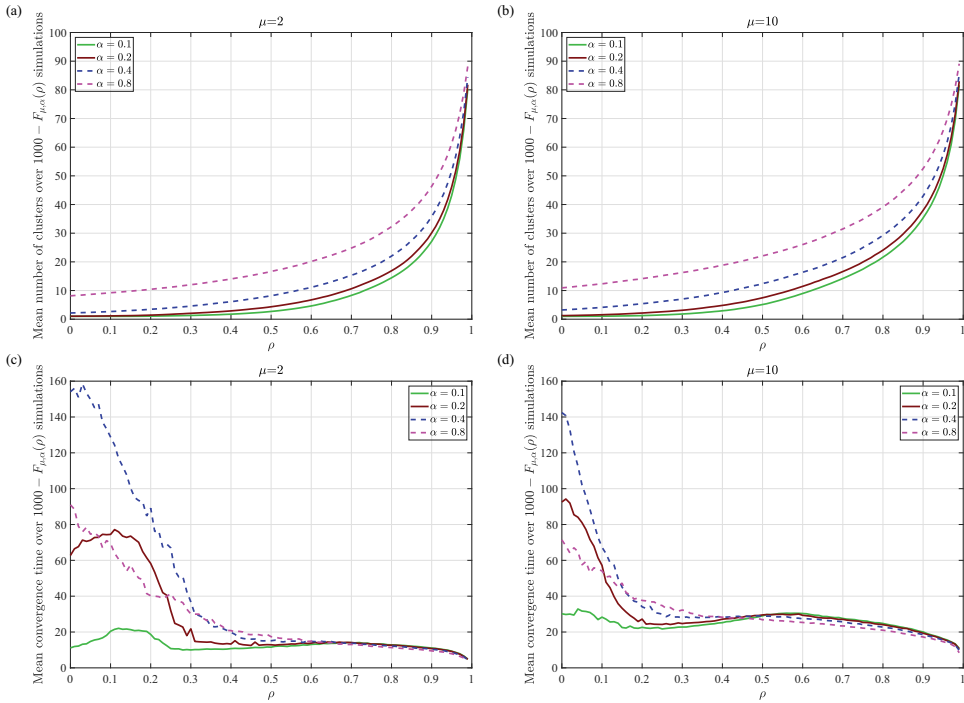 (a)
μ=2
Mean number of clusters over 1000 − F_{μ,α}(ρ) simulations
100
90
80
70
60
50
40
30
20
10
0
α = 0.1
α = 0.2
α = 0.4
α = 0.8
0 0.1 0.2 0.3 0.4 0.5 0.6 0.7 0.8 0.9 1
ρ
(b)
μ=10
Mean number of clusters over 1000 − F_{μ,α}(ρ) simulations
100
90
80
70
60
50
40
30
20
10
0
α = 0.1
α = 0.2
α = 0.4
α = 0.8
0 0.1 0.2 0.3 0.4 0.5 0.6 0.7 0.8 0.9 1
ρ
(c)
μ=2
Mean convergence time over 1000 − F_{μ,α}(ρ) simulations
160
140
120
100
80
60
40
20
0
α = 0.1
α = 0.2
α = 0.4
α = 0.8
0 0.1 0.2 0.3 0.4 0.5 0.6 0.7 0.8 0.9 1
ρ
(d)
μ=10
Mean convergence time over 1000 − F_{μ,α}(ρ) simulations
160
140
120
100
80
60
40
20
0
α = 0.1
α = 0.2
α = 0.4
α = 0.8
0 0.1 0.2 0.3 0.4 0.5 0.6 0.7 0.8 0.9 1
ρ